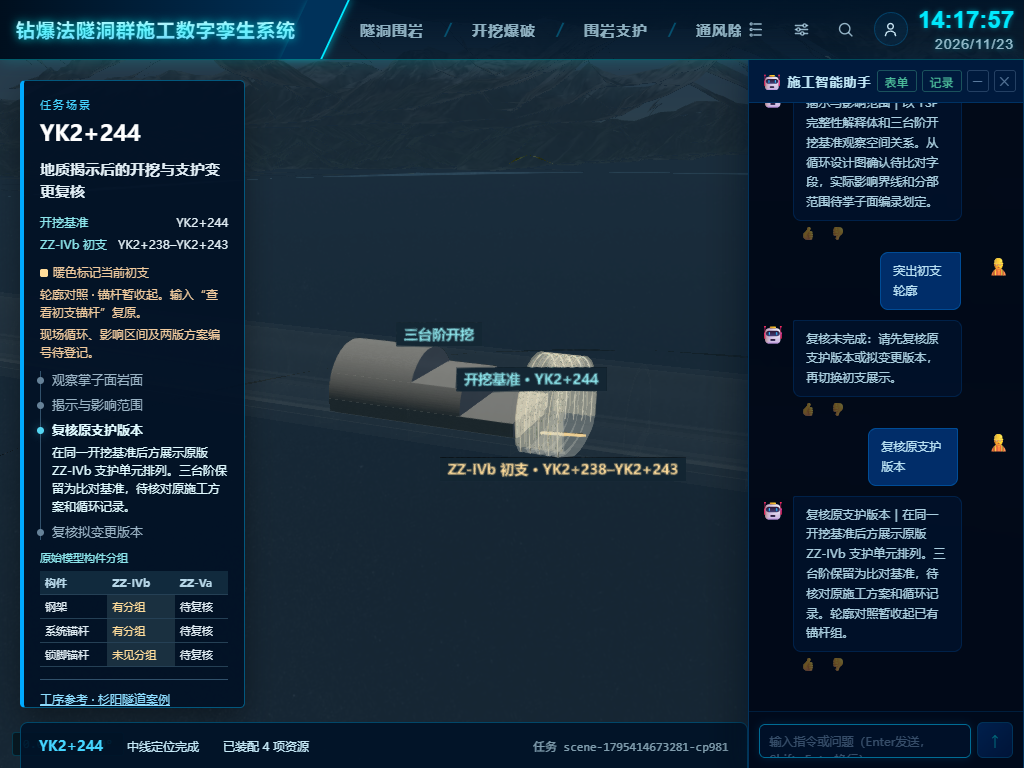 钻爆法隧洞群施工数字孪生系统
隧洞围岩 / 开挖爆破 / 围岩支护 / 通风除
14:17:57
2026/11/23
任务场景
YK2+244
地质揭示后的开挖与支护变
更复核
开挖基准 YK2+244
ZZ-IVb 初支 YK2+238–YK2+243
暖色标记当前初支
轮廓对照 · 锚杆暂收起。输入“查
看初支锚杆”复原。
现场循环、影响区间及两版方案编
号待登记。
观察掌子面岩面
揭示与影响范围
复核原支护版本
在同一开挖基准后方展示原版
ZZ-IVb 支护单元排列。三台阶保
留为比对基准，待核对原施工方
案和循环记录。
复核拟变更版本
原始模型构件分组
构件 ZZ-IVb ZZ-Va
钢架 有分组 待复核
系统锚杆 有分组 待复核
锁脚锚杆 未见分组 待复核
工序参考 · 杉阳隧道案例
三台阶开挖
开挖基准 • YK2+244
ZZ-IVb 初支 • YK2+238–YK2+243
YK2+244 中线定位完成 已装配 4 项资源 任务 scene-1795414673281-cp981
施工智能助手 表单 记录
揭示与影响范围 | 以 TSP
完整性解释体和三台阶开
挖基准观察空间关系。从
循环设计图确认待比对字
段，实际影响界线和分部
范围待掌子面编录划定。
突出初支
轮廓
复核未完成：请先复核原
支护版本或拟变更版本，
再切换初支展示。
复核原支护
版本
复核原支护版本 | 在同一
开挖基准后方展示原版
ZZ-IVb 支护单元排列。三
台阶保留为比对基准，待
核对原施工方案和循环记
录。轮廓对照暂收起已有
锚杆组。
输入指令或问题（Enter发送，